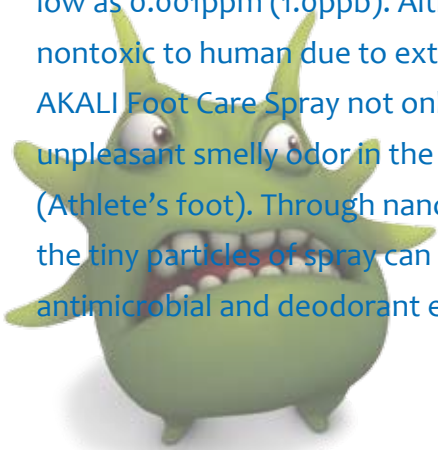 low as 0.001ppm (1.0ppb). Alt
nontoxic to human due to ext
AKALI Foot Care Spray not onl
unpleasant smelly odor in the
(Athlete's foot). Through nano
the tiny particles of spray can
antimicrobial and deodorant e